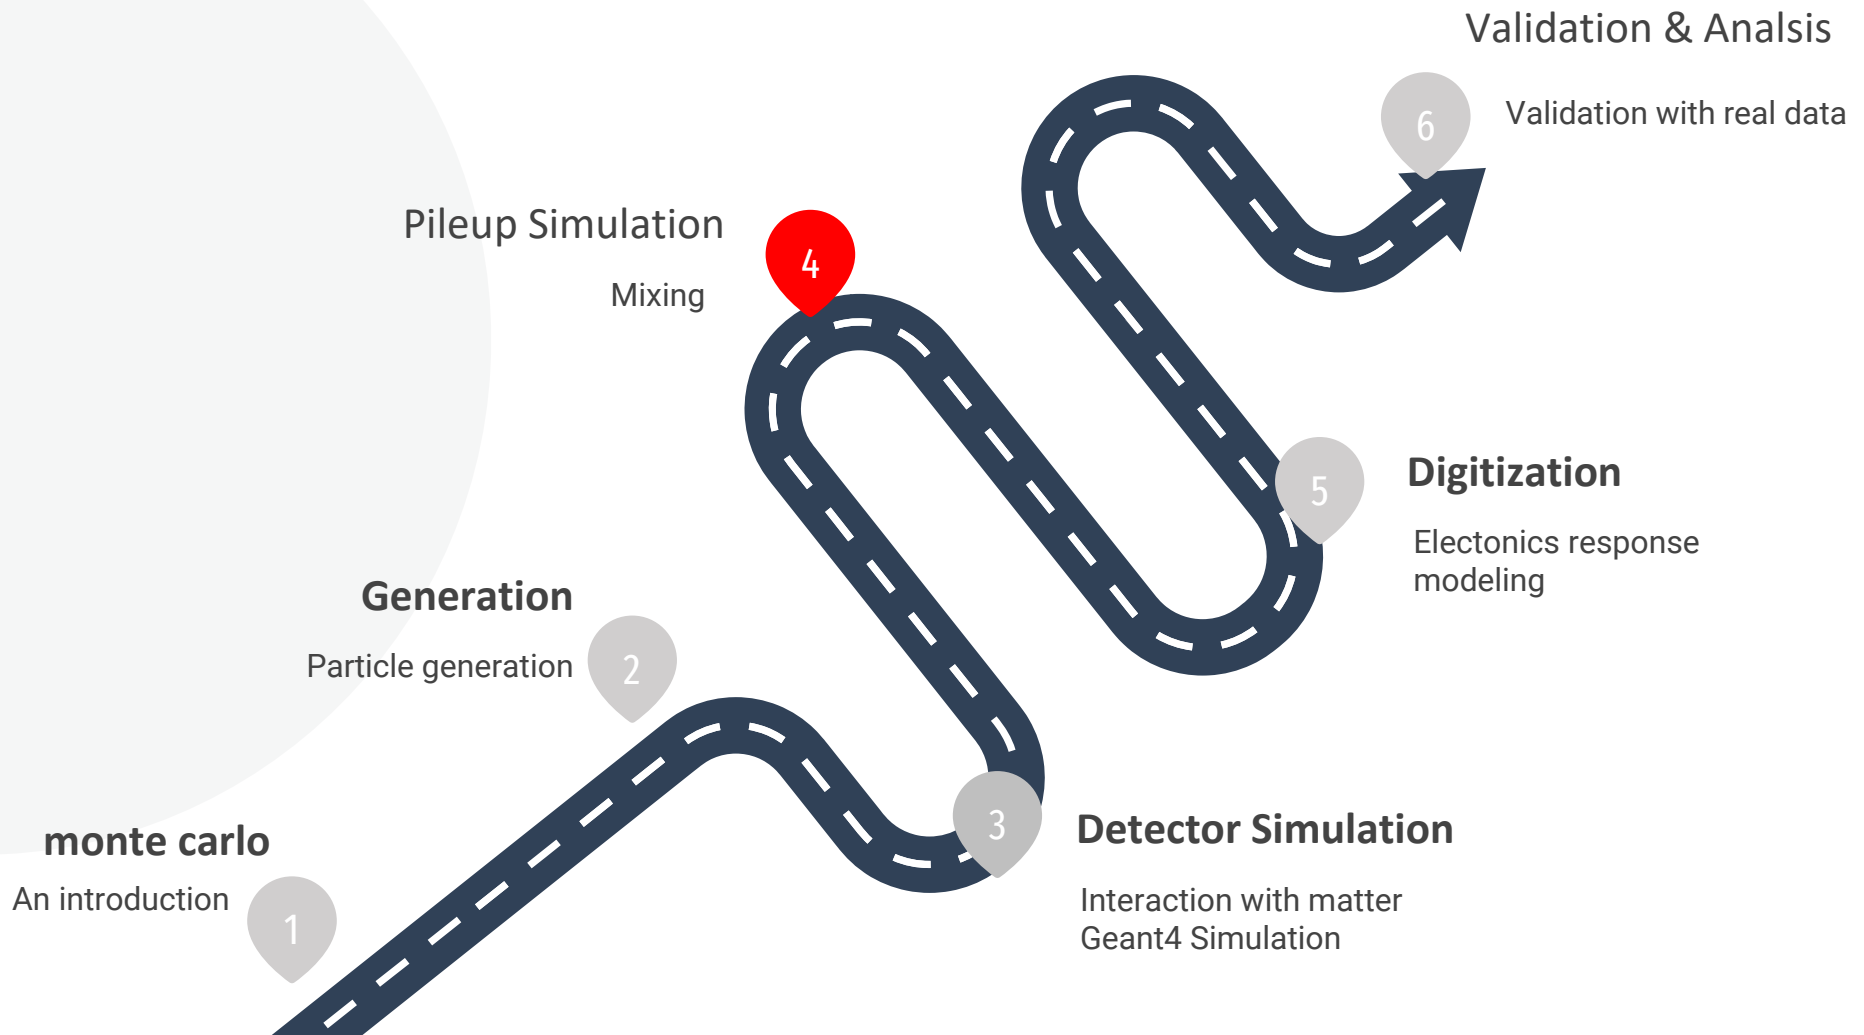 Validation & Analsis
6
Validation with real data
Pileup Simulation
4
Mixing
Digitization
5
Electonics response
modeling
Generation
Particle generation
2
Detector Simulation
3
Interaction with matter
Geant4 Simulation
monte carlo
An introduction
1